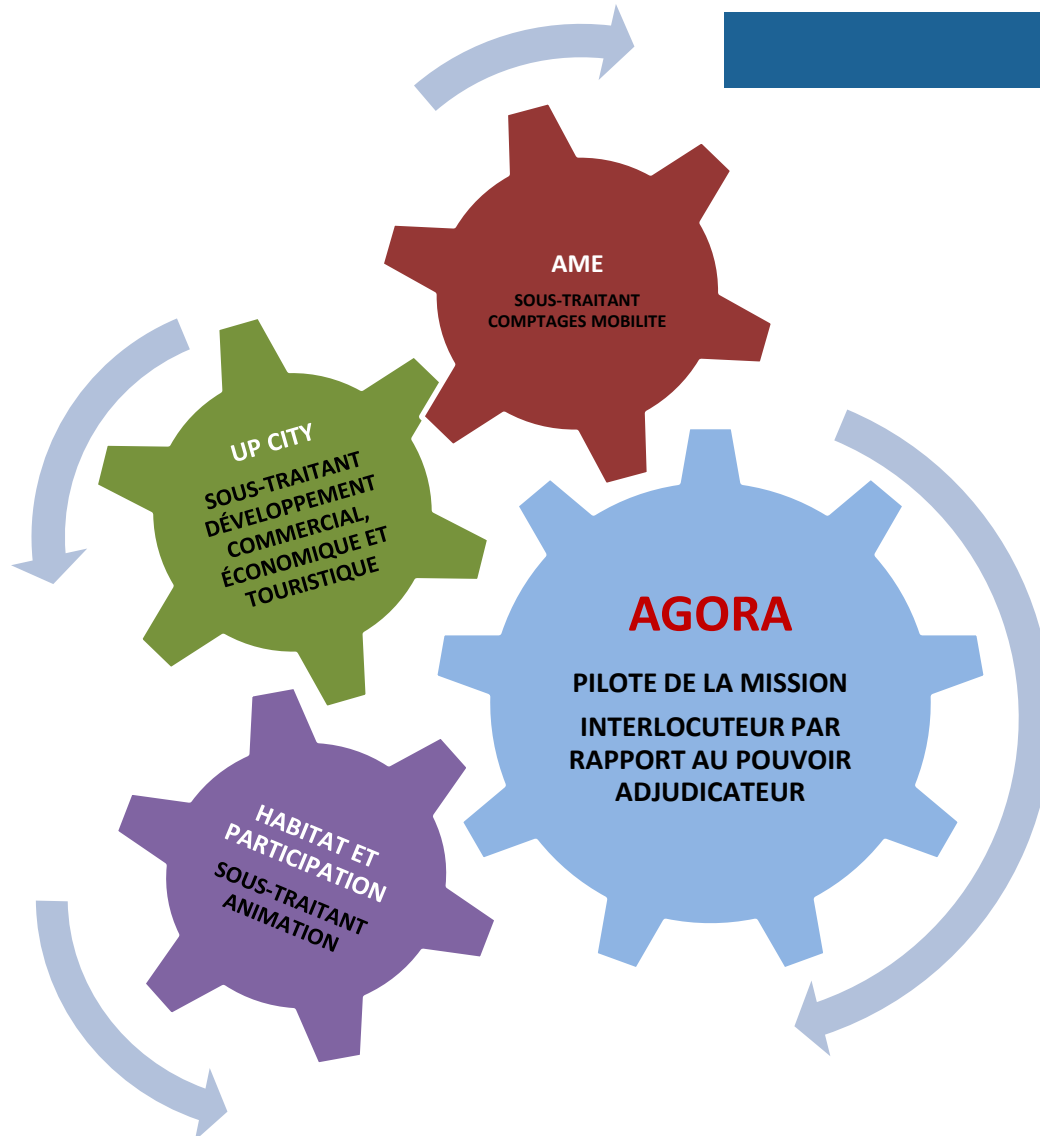 AME
SOUS-TRAITANT
COMPTAGES MOBILITE
UP CITY
SOUS-TRAITANT
DÉVELOPPEMENT
COMMERCIAL,
ÉCONOMIQUE ET
TOURISTIQUE
AGORA
PILOTE DE LA MISSION
INTERLOCUTEUR PAR
RAPPORT AU POUVOIR
ADJUDICATEUR
HABITAT ET
PARTICIPATION
SOUS-TRAITANT
ANIMATION